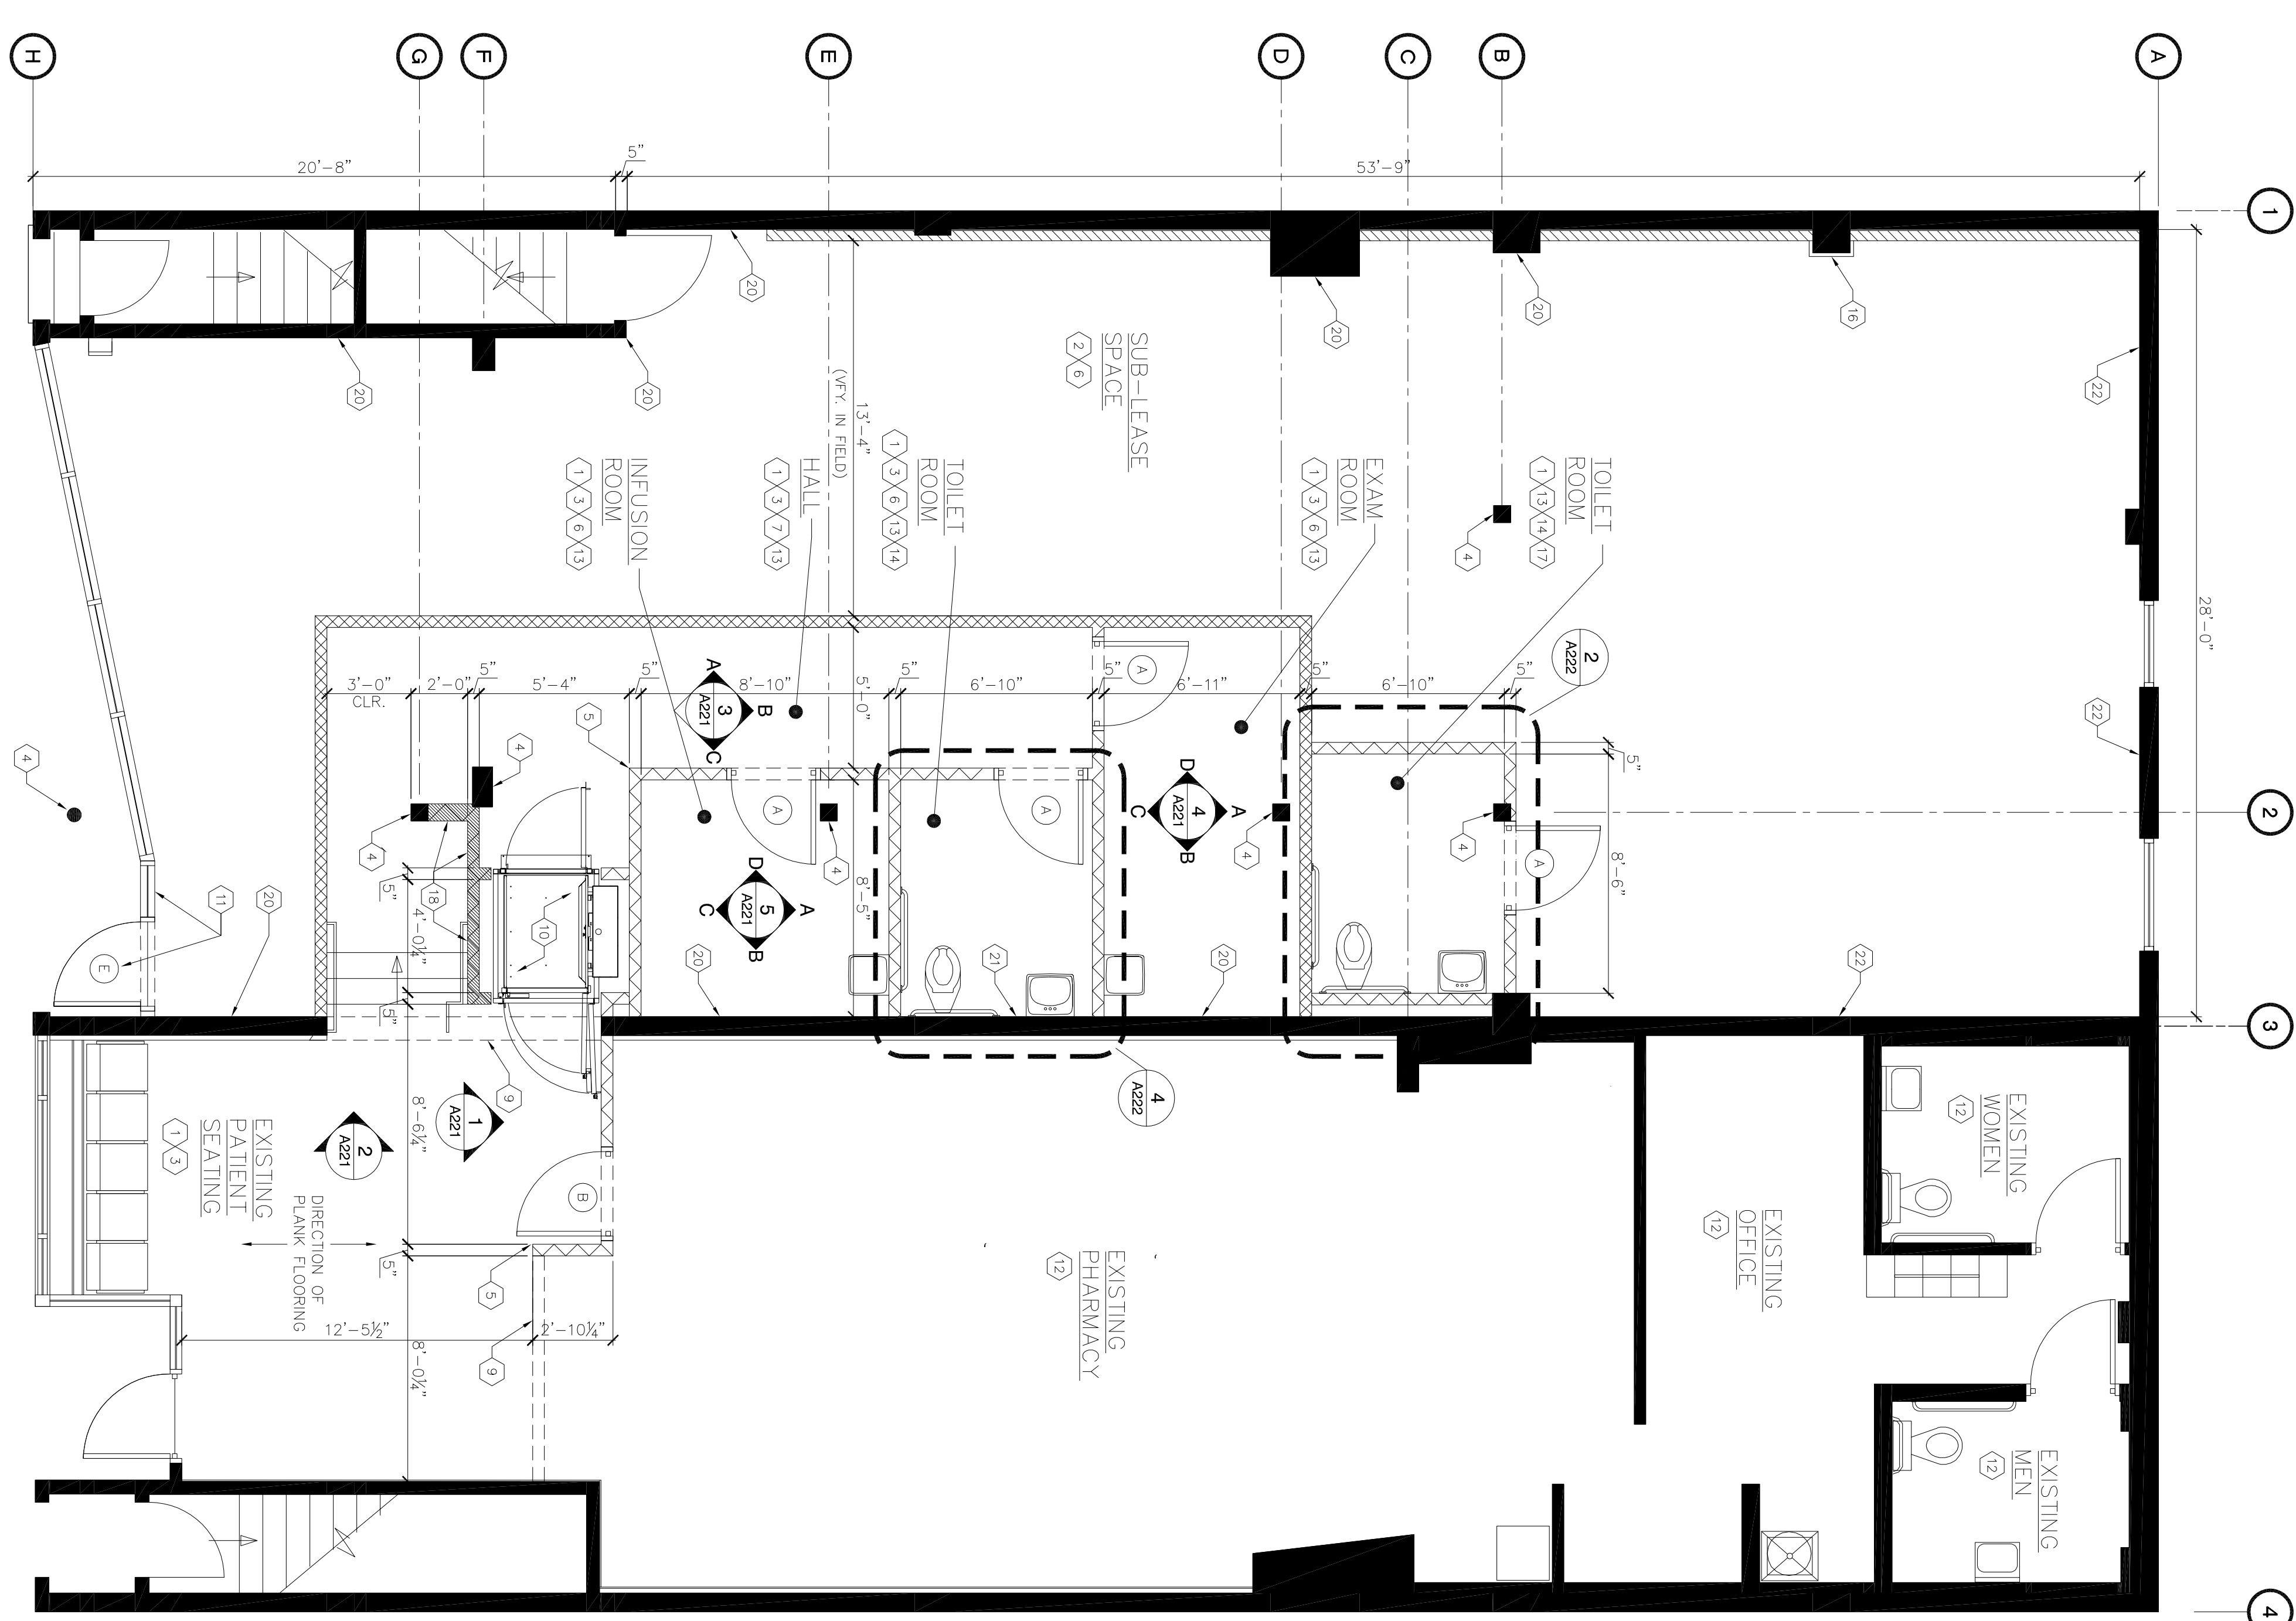 H
G
F
E
D
C
B
A
1
2
3
4
20'-8"
5"
53'-9"
28'-0"
20
20
20
20
20
16
22
22
22
SUB-LEASE
SPACE
2 6
13'-4"
(VFY. IN FIELD)
TOILET
ROOM
1 13 14 17
EXAM
ROOM
1 3 6 13
TOILET
ROOM
1 3 6 13 14
HALL
1 3 7 13
INFUSION
ROOM
1 3 6 13
4
2
A222
3'-0"
CLR.
2'-0"
5"
5'-4"
5"
8'-10"
5'-0"
5"
6'-10"
5"
6'-11"
5"
6'-10"
5"
5"
8'-6"
A
B
C
3
A221
5
4
A
A
A
A
4
4
4
4
4
D
A
B
C
4
A221
D
A
B
C
5
A221
8'-5"
18
10
5"
4'-0¼"
5"
20
21
20
11
20
E
4
A222
9
8'-6¼"
1
A221
2
A221
B
EXISTING
PATIENT
SEATING
1 3
DIRECTION OF
PLANK FLOORING
5"
5
9
12'-5½"
2'-10¼"
8'-0¼"
EXISTING
PHARMACY
12
EXISTING
OFFICE
12
EXISTING
WOMEN
12
EXISTING
MEN
12